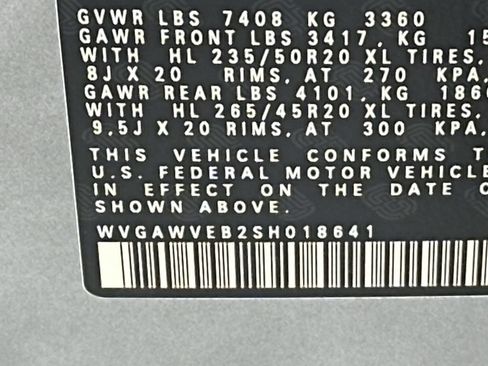 GVWR LBS 7408 KG 3360
GAWR FRONT LBS 3417, KG 15
WITH HL 235/50R20 XL TIRES,
8J X 20 RIMS, AT 270 KPA,
GAWR REAR LBS 4101, KG 186
WITH HL 265/45R20 XL TIRES,
9.5J X 20 RIMS, AT 300 KPA,
THIS VEHICLE CONFORMS T
U.S. FEDERAL MOTOR VEHICLE
IN EFFECT ON THE DATE O
SHOWN ABOVE.
WVGAWVEB2SH018641